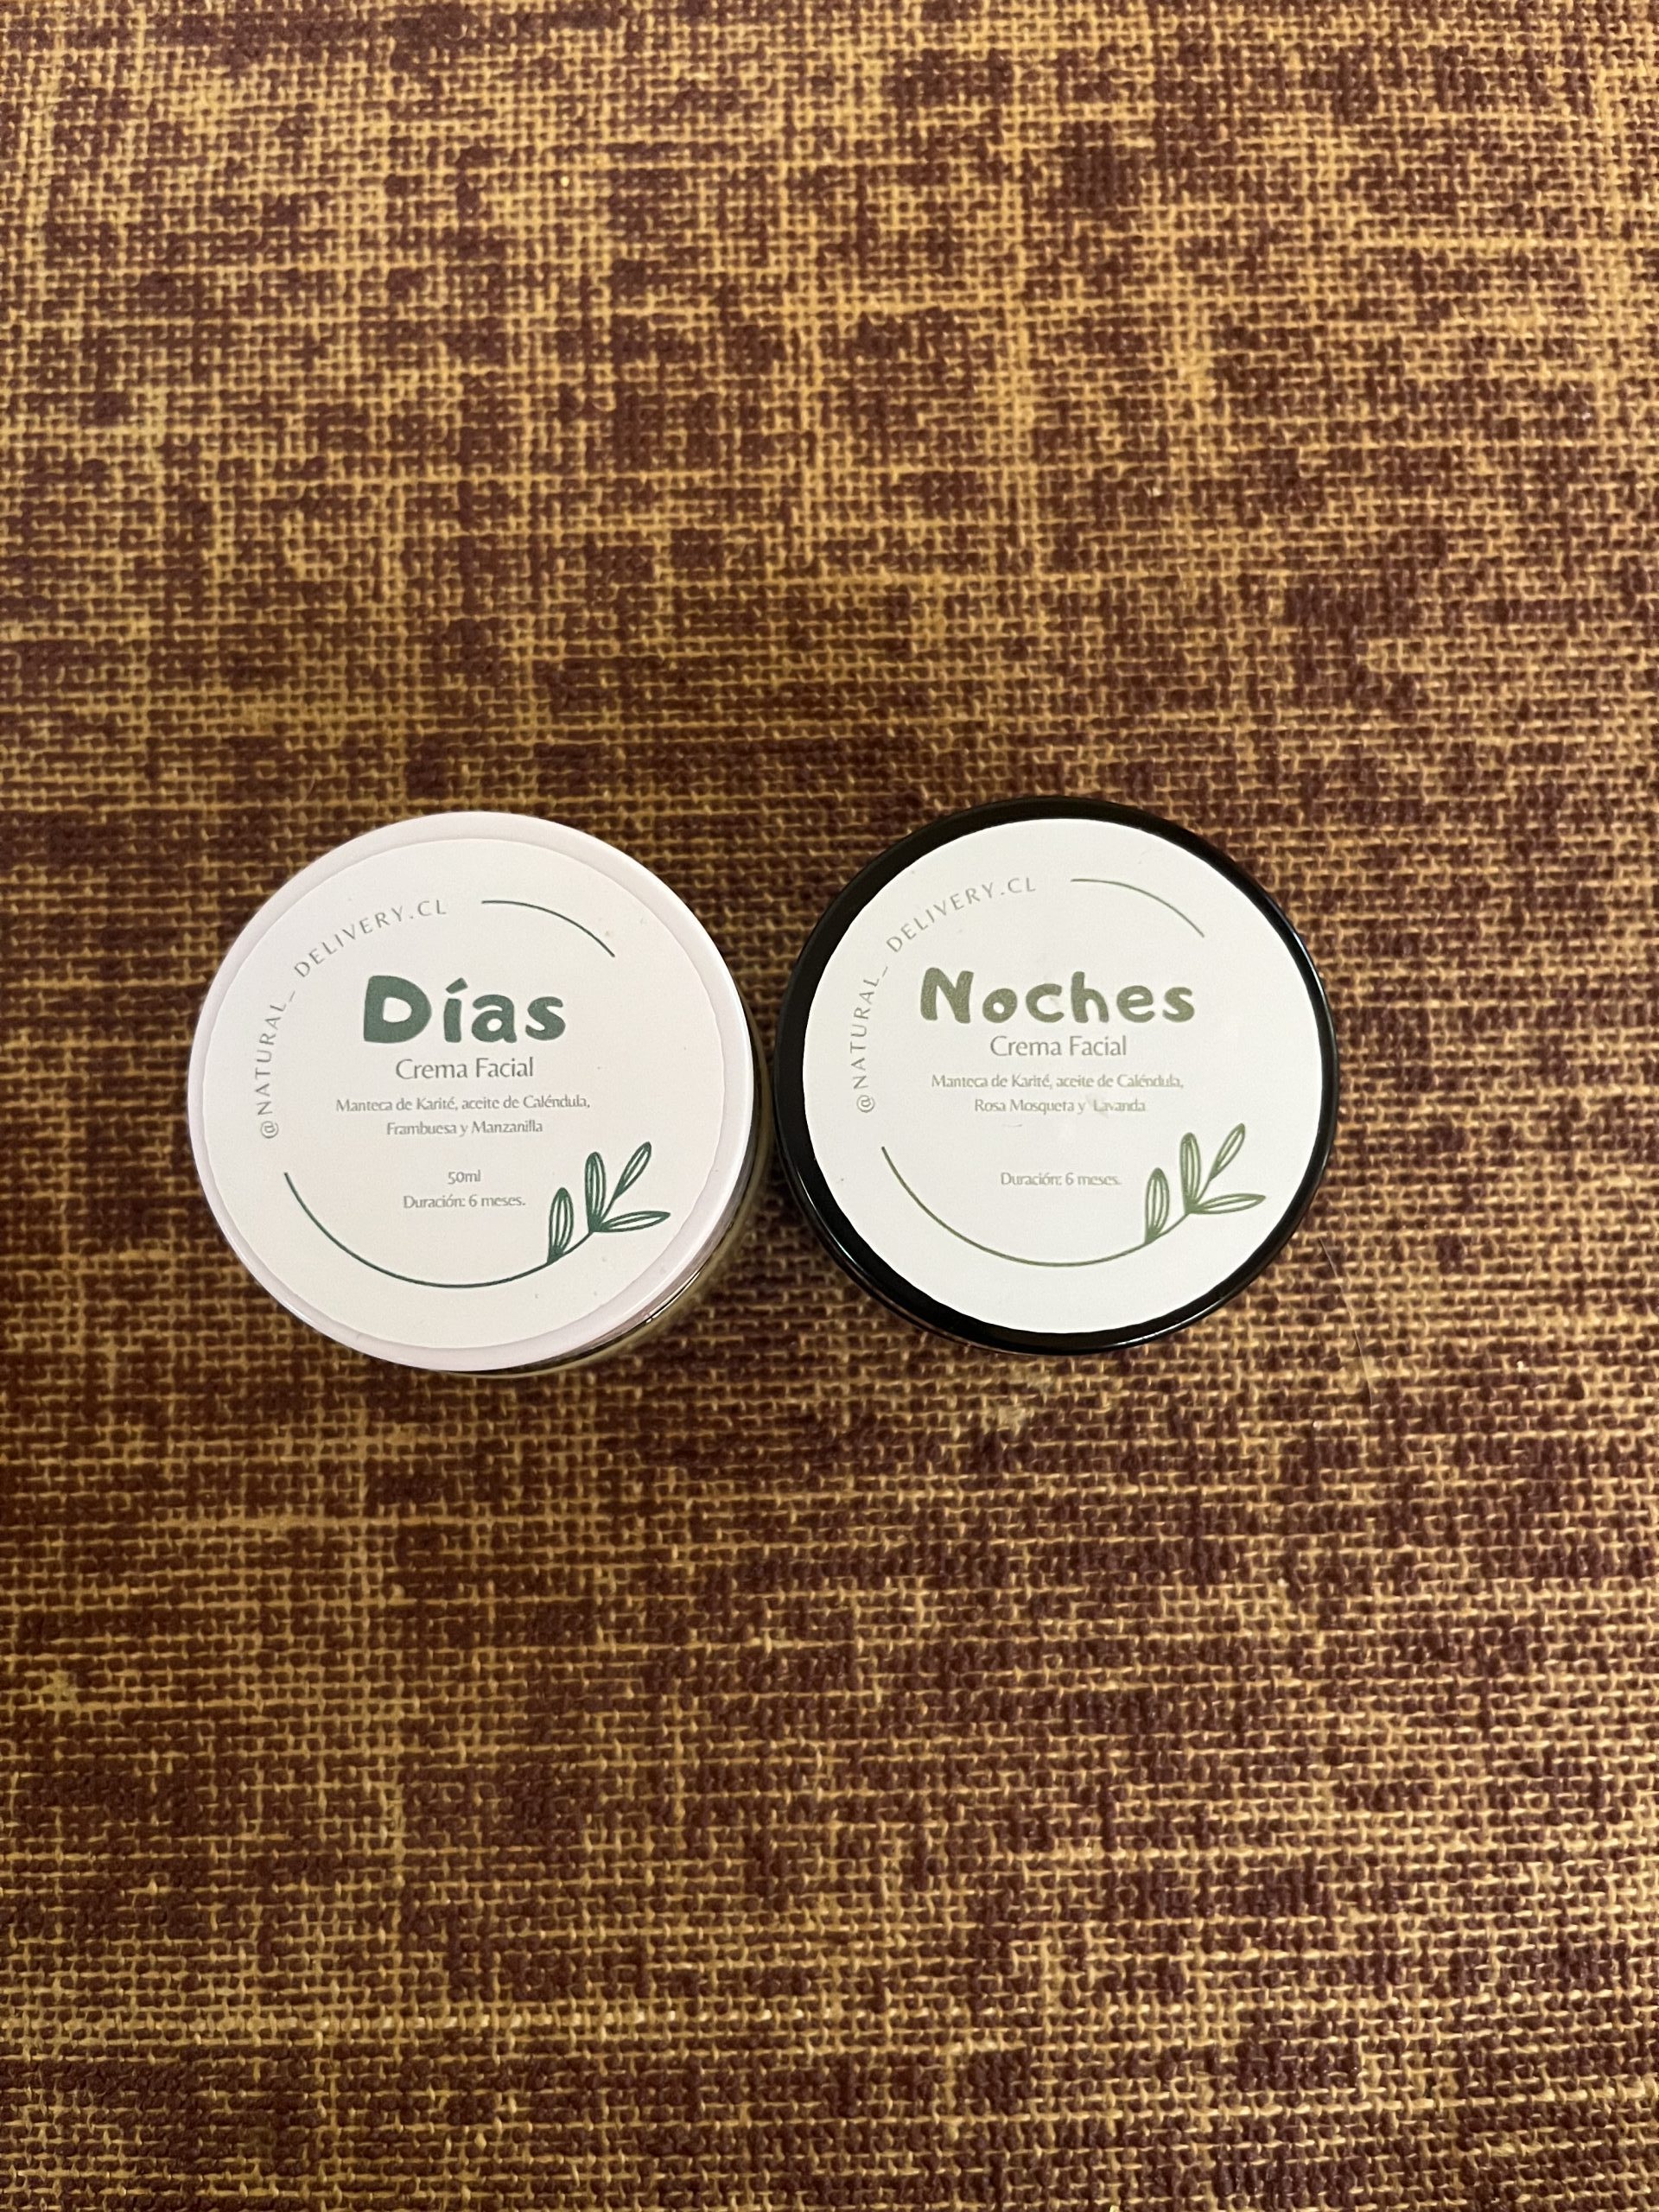 @NATURAL_ DELIVERY.CL
Días
Crema Facial
Manteca de Karité, aceite de Caléndula,
Frambuesa y Manzanilla
50ml
Duración: 6 meses.
@NATURAL_ DELIVERY.CL
Noches
Crema Facial
Manteca de Karité, aceite de Caléndula,
Rosa Mosqueta y Lavanda
Duración: 6 meses.